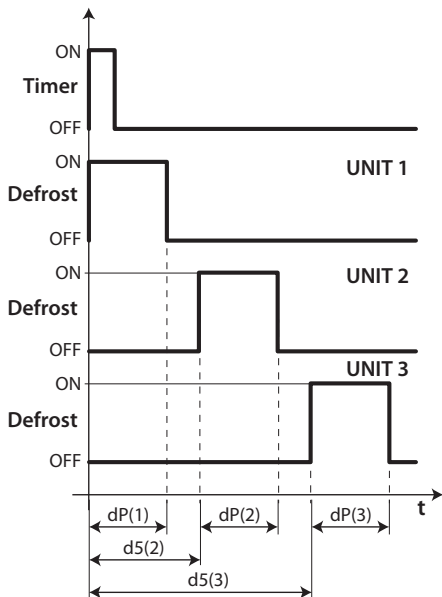 ON
Timer
OFF
ON
UNIT 1
Defrost
OFF
ON
UNIT 2
Defrost
OFF
UNIT 3
ON
Defrost
OFF
t
dP(1)
dP(2)
dP(3)
d5(2)
d5(3)